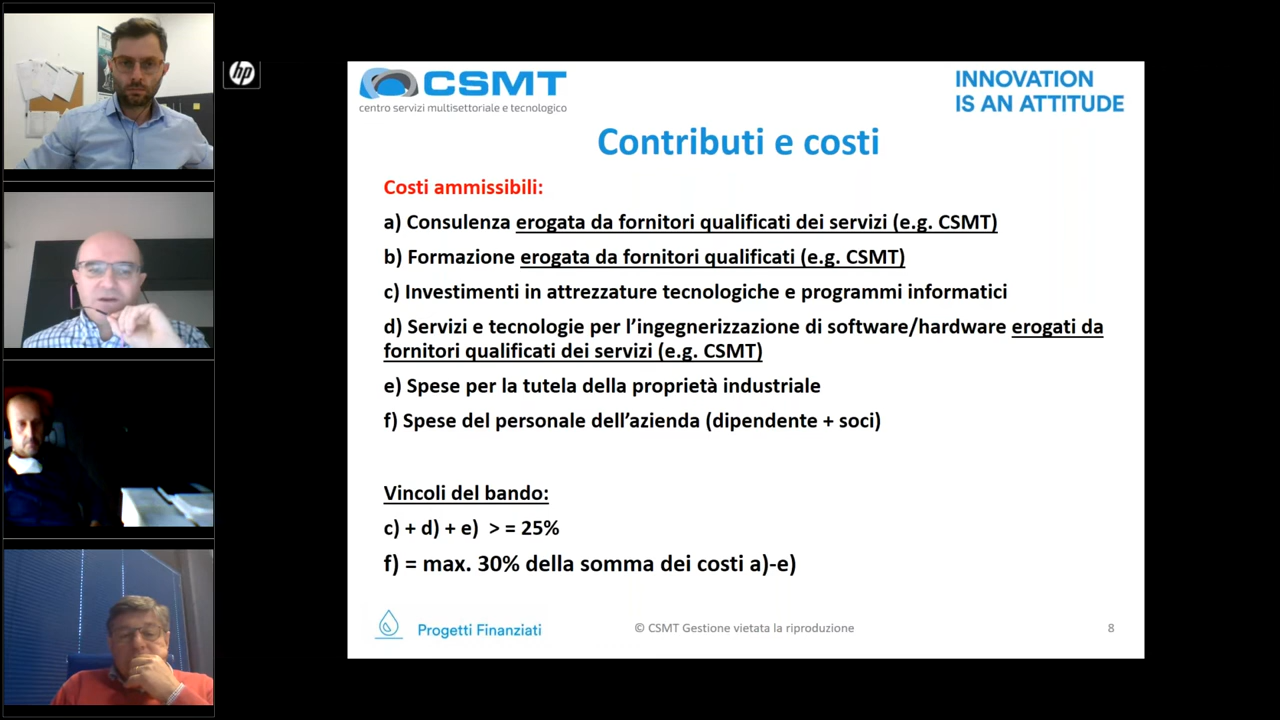 hp
CSMT
centro servizi multisettoriale e tecnologico
INNOVATION
IS AN ATTITUDE
Contributi e costi
Costi ammissibili:
a) Consulenza erogata da fornitori qualificati dei servizi (e.g. CSMT)
b) Formazione erogata da fornitori qualificati (e.g. CSMT)
c) Investimenti in attrezzature tecnologiche e programmi informatici
d) Servizi e tecnologie per l’ingegnerizzazione di software/hardware erogati da
fornitori qualificati dei servizi (e.g. CSMT)
e) Spese per la tutela della proprietà industriale
f) Spese del personale dell’azienda (dipendente + soci)
Vincoli del bando:
c) + d) + e) > = 25%
f) = max. 30% della somma dei costi a)-e)
Progetti Finanziati
© CSMT Gestione vietata la riproduzione
8